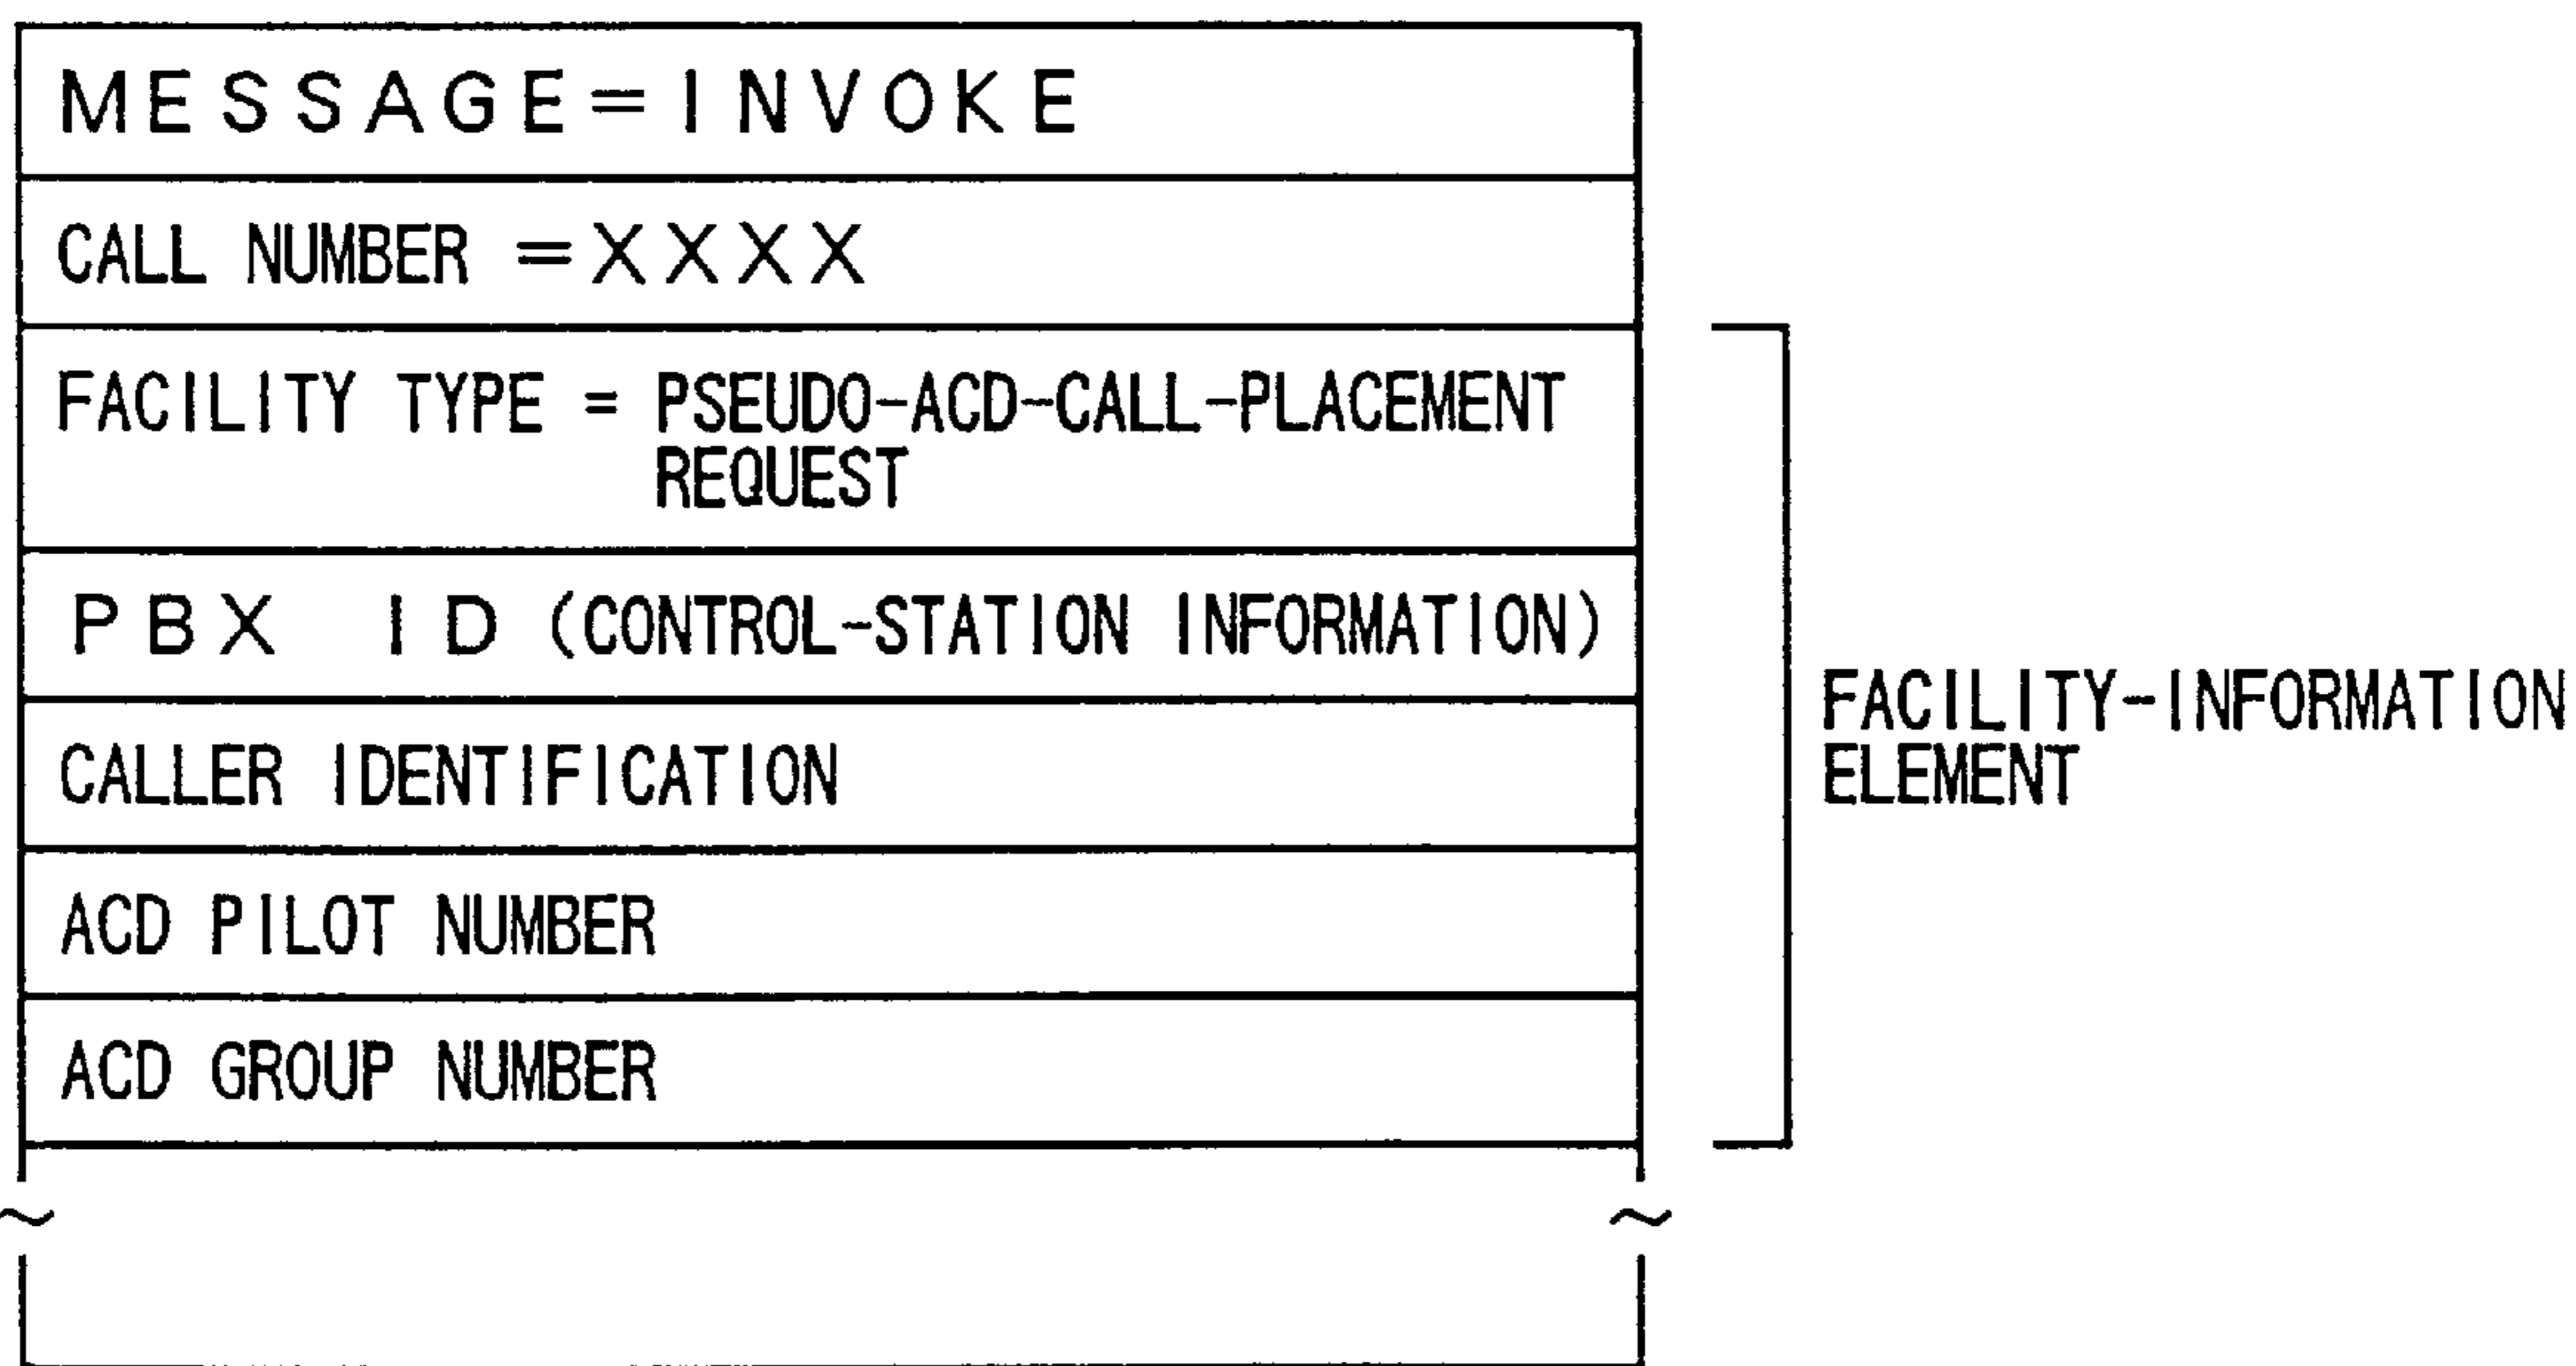 MESSAGE=INVOKE
CALL NUMBER =XXXX
FACILITY TYPE = PSEUDO-ACD-CALL-PLACEMENT
REQUEST
PBX ID (CONTROL-STATION INFORMATION)
CALLER IDENTIFICATION
ACD PILOT NUMBER
ACD GROUP NUMBER
FACILITY-INFORMATION
ELEMENT